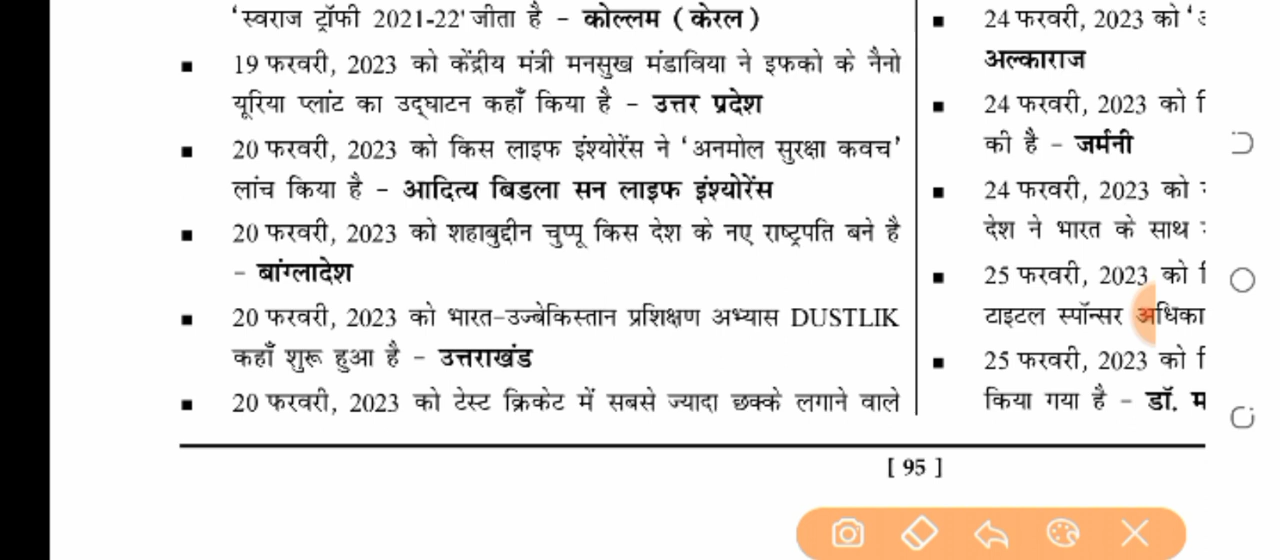 ‘स्वराज ट्रॉफी 2021-22' जीता है – कोल्लम (केरल)
▪ 19 फरवरी, 2023 को केंद्रीय मंत्री मनसुख मंडाविया ने इफको के नैनो
यूरिया प्लांट का उद्घाटन कहाँ किया है – उत्तर प्रदेश
▪ 20 फरवरी, 2023 को किस लाइफ इंश्योरेंस ने ‘अनमोल सुरक्षा कवच’
लांच किया है – आदित्य बिडला सन लाइफ इंश्योरेंस
▪ 20 फरवरी, 2023 को शहाबुद्दीन चुप्पू किस देश के नए राष्ट्रपति बने है
– बांग्लादेश
▪ 20 फरवरी, 2023 को भारत-उज्बेकिस्तान प्रशिक्षण अभ्यास DUSTLIK
कहाँ शुरू हुआ है – उत्तराखंड
▪ 20 फरवरी, 2023 को टेस्ट क्रिकेट में सबसे ज्यादा छक्के लगाने वाले
▪ 24 फरवरी, 2023 को
अल्काराज
▪ 24 फरवरी, 2023 को
की है – जर्मनी
▪ 24 फरवरी, 2023 को
देश ने भारत के साथ
▪ 25 फरवरी, 2023 को
टाइटल स्पॉन्सर अधिका
▪ 25 फरवरी, 2023 को
किया गया है – डॉ. म
[ 95 ]